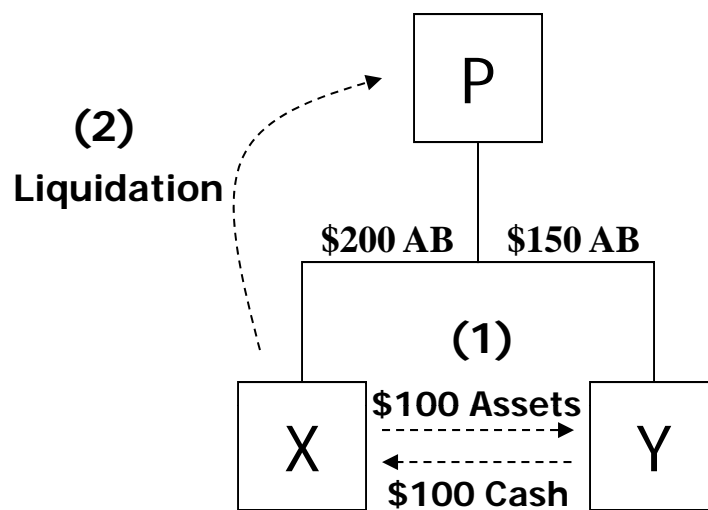 P
(2)
Liquidation
$200 AB
$150 AB
(1)
$100 Assets
X
Y
$100 Cash